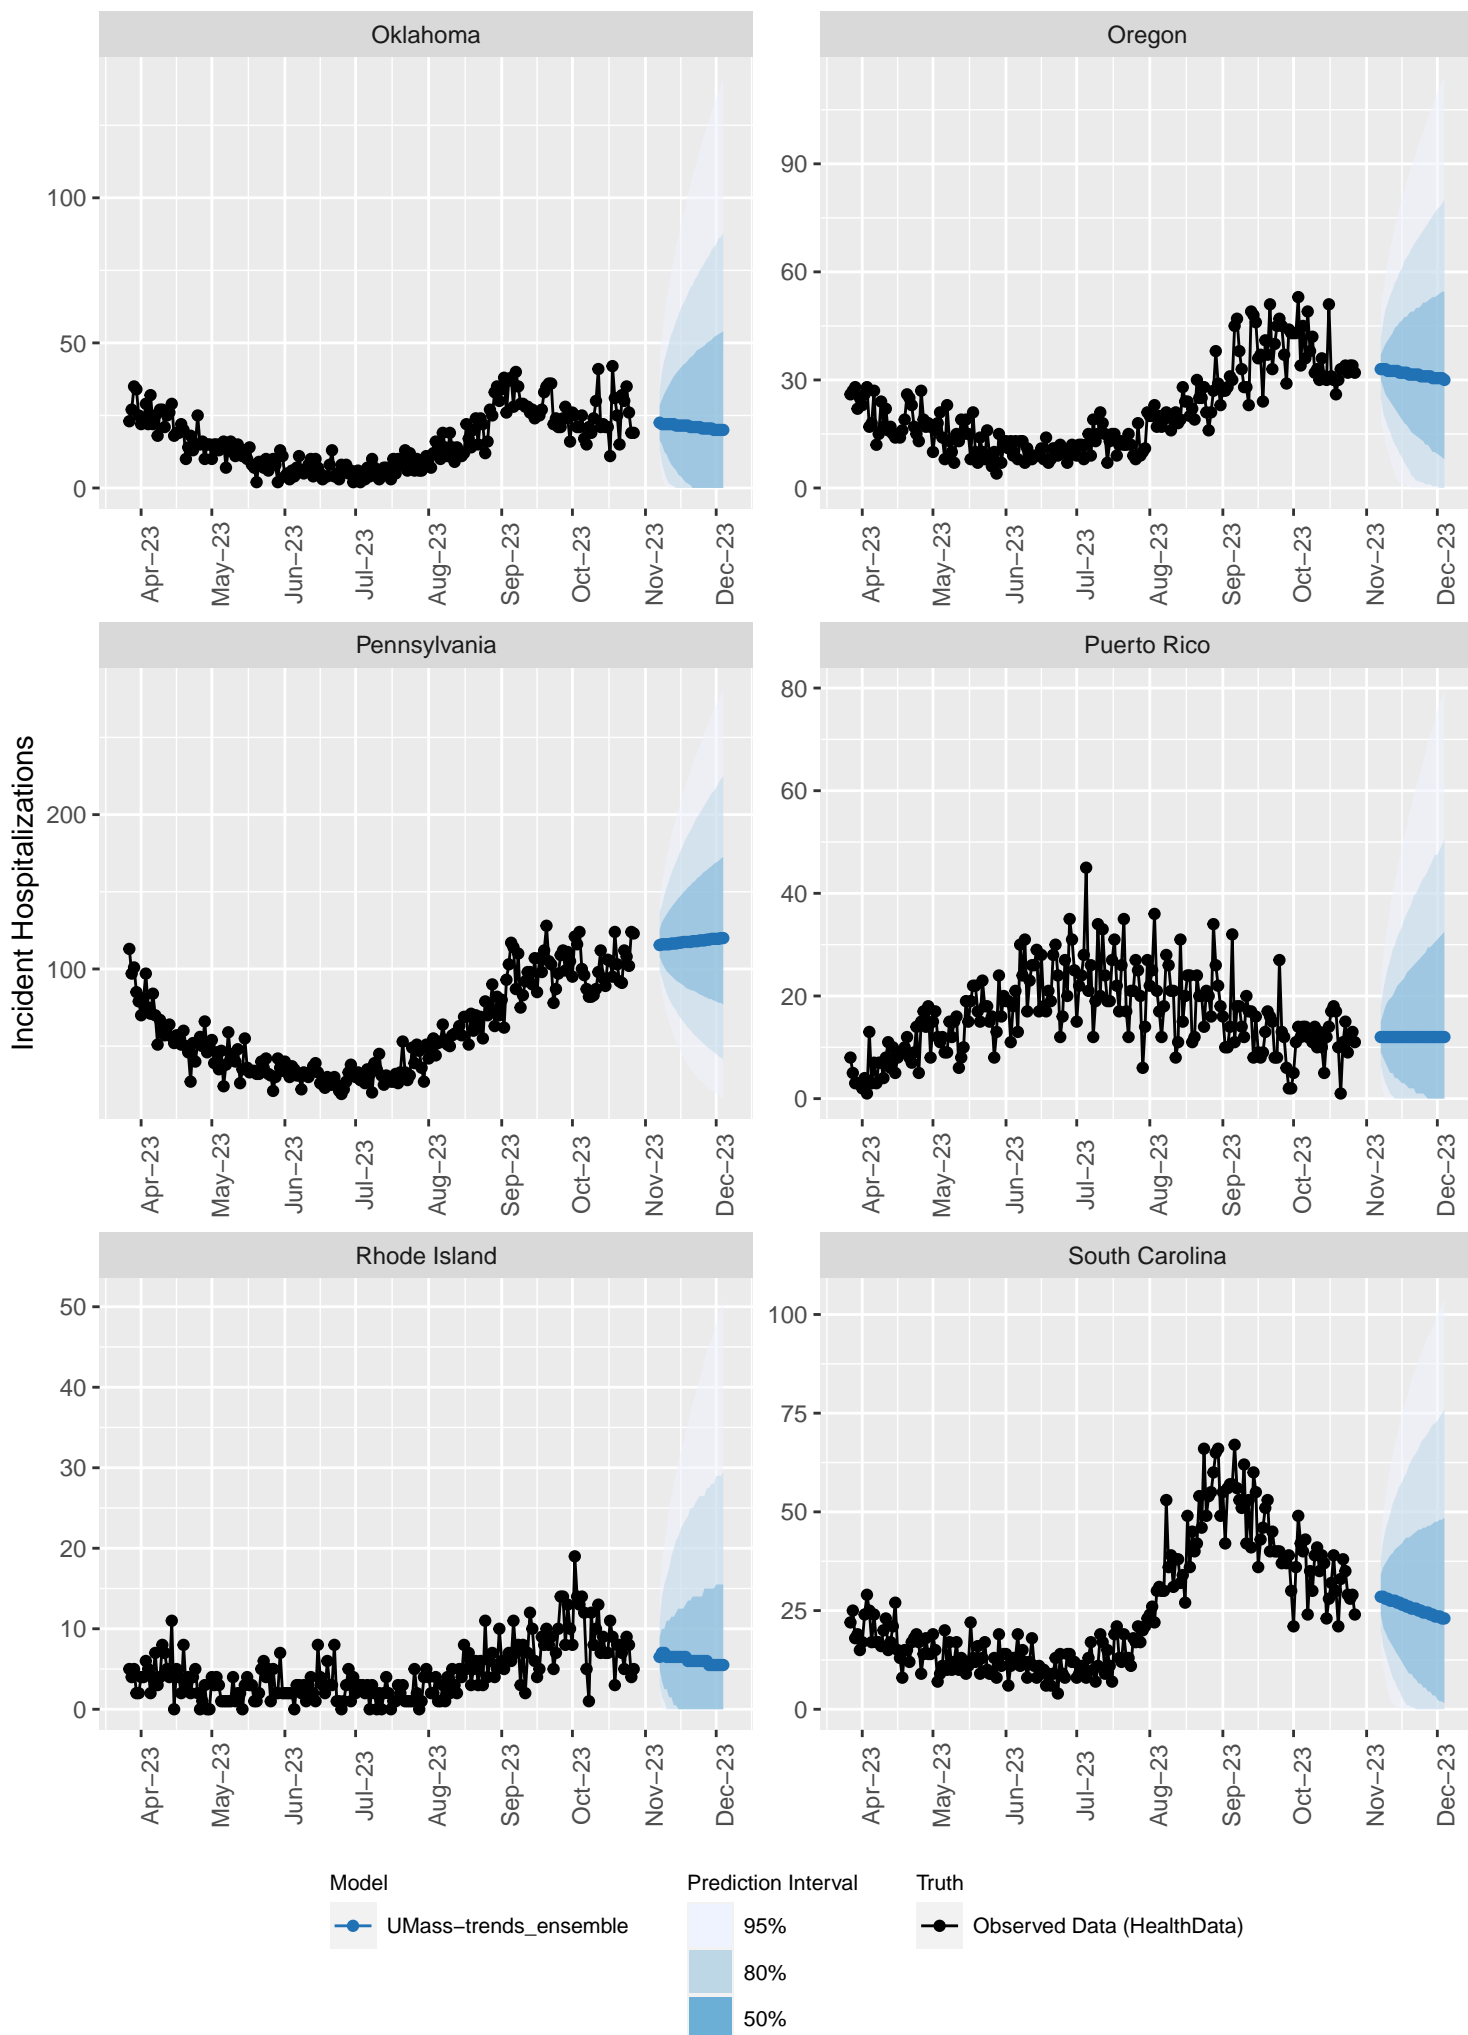 Oklahoma
Oregon
100
50
0
90
60
30
0
Apr−23
May−23
Jun−23
Jul−23
Aug−23
Sep−23
Oct−23
Nov−23
Dec−23
Apr−23
May−23
Jun−23
Jul−23
Aug−23
Sep−23
Oct−23
Nov−23
Dec−23
Incident Hospitalizations
Pennsylvania
Puerto Rico
200
100
80
60
40
20
0
Apr−23
May−23
Jun−23
Jul−23
Aug−23
Sep−23
Oct−23
Nov−23
Dec−23
Apr−23
May−23
Jun−23
Jul−23
Aug−23
Sep−23
Oct−23
Nov−23
Dec−23
Rhode Island
South Carolina
50
40
30
20
10
0
100
75
50
25
0
Apr−23
May−23
Jun−23
Jul−23
Aug−23
Sep−23
Oct−23
Nov−23
Dec−23
Apr−23
May−23
Jun−23
Jul−23
Aug−23
Sep−23
Oct−23
Nov−23
Dec−23
Model
UMass−trends_ensemble
Prediction Interval
95%
80%
50%
Truth
Observed Data (HealthData)